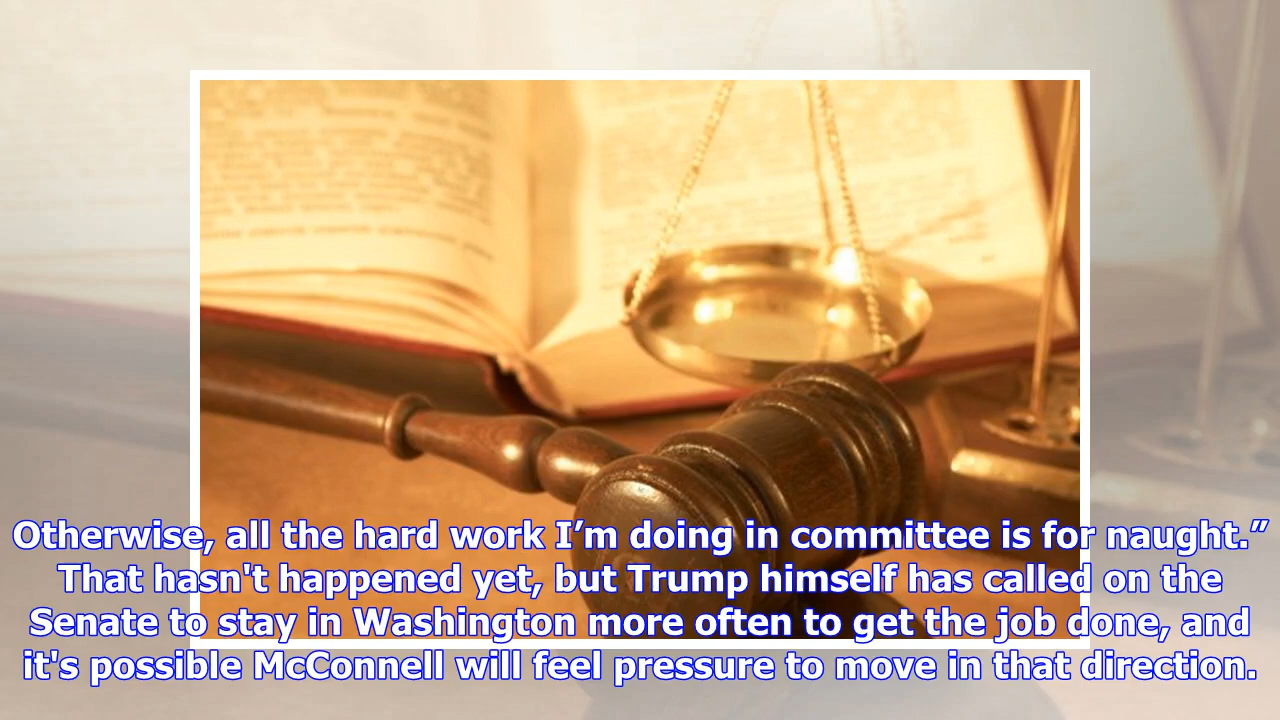 Otherwise, all the hard work I’m doing in committee is for naught.”
That hasn't happened yet, but Trump himself has called on the
Senate to stay in Washington more often to get the job done, and
it's possible McConnell will feel pressure to move in that direction.